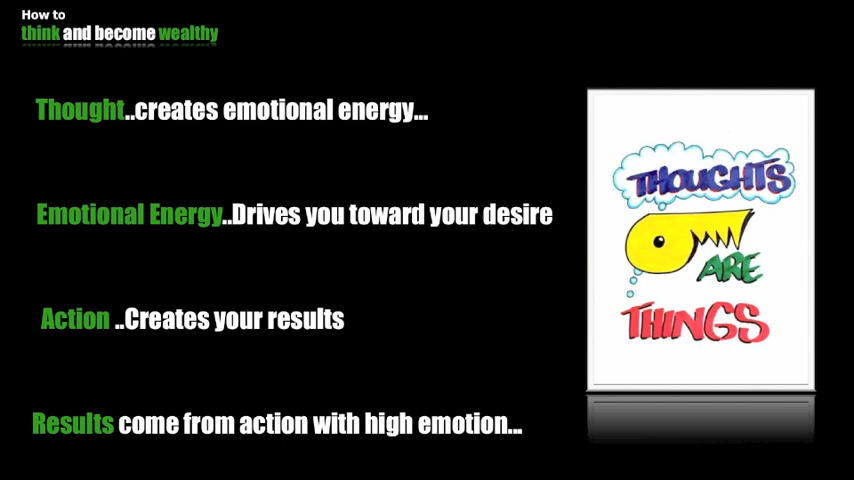 How to
think and become wealthy
Thought..creates emotional energy...
Emotional Energy..Drives you toward your desire
Action ..Creates your results
Results come from action with high emotion...
THOUGHTS
ARE
THINGS